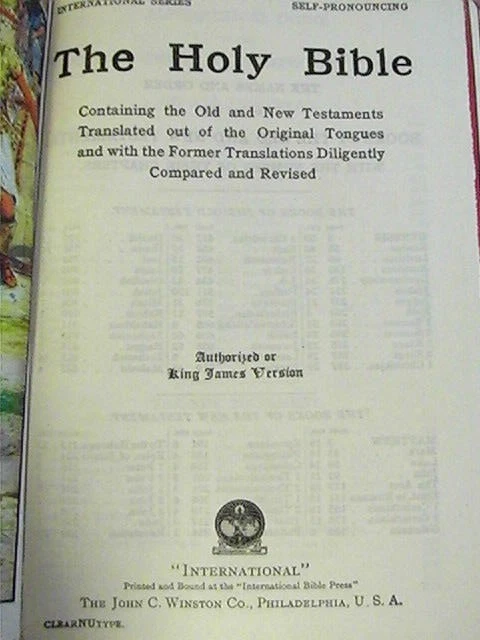 INTERNATIONAL SERIES SELF-PRONOUNCING
The Holy Bible
Containing the Old and New Testaments
Translated out of the Original Tongues
and with the Former Translations Diligently
Compared and Revised
Authorized or
King James Version
"INTERNATIONAL"
Printed and Bound at the "International Bible Press"
THE JOHN C. WINSTON CO., PHILADELPHIA, U. S. A.
CLEARNUTYPE.